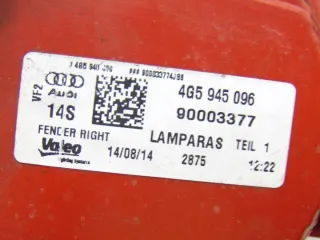 4G5 945 096
VF2
Audi
90003377
14S
FENDER RIGHT
LAMPARAS TEIL 1
Valeo
14/08/14 2875 12:22